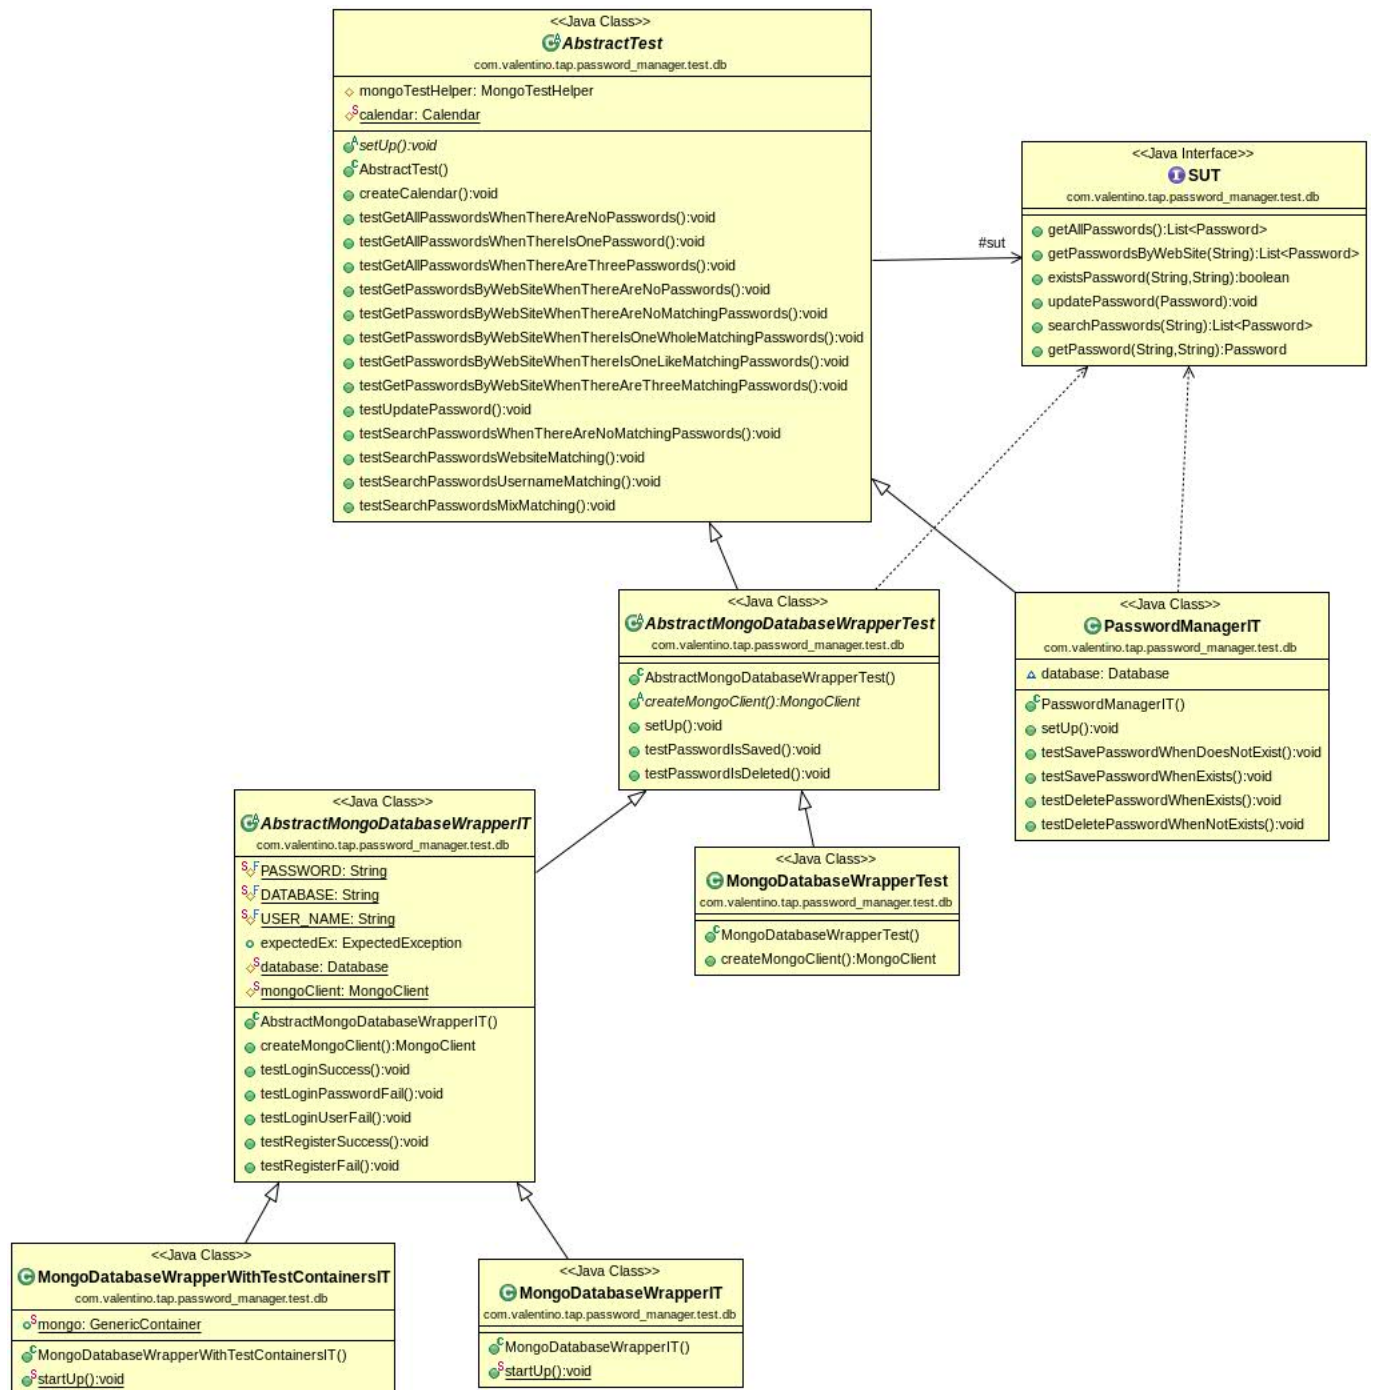 <<Java Class>>
AbstractTest
com.valentino.tap.password_manager.test.db
mongoTestHelper: MongoTestHelper
calendar: Calendar
setUp():void
AbstractTest()
createCalendar():void
testGetAllPasswordsWhenThereAreNoPasswords():void
testGetAllPasswordsWhenThereIsOnePassword():void
testGetAllPasswordsWhenThereAreThreePasswords():void
testGetPasswordsByWebSiteWhenThereAreNoPasswords():void
testGetPasswordsByWebSiteWhenThereAreNoMatchingPasswords():void
testGetPasswordsByWebSiteWhenThereIsOneWholeMatchingPasswords():void
testGetPasswordsByWebSiteWhenThereIsOneLikeMatchingPasswords():void
testGetPasswordsByWebSiteWhenThereAreThreeMatchingPasswords():void
testUpdatePassword():void
testSearchPasswordsWhenThereAreNoMatchingPasswords():void
testSearchPasswordsWebsiteMatching():void
testSearchPasswordsUsernameMatching():void
testSearchPasswordsMixMatching():void
#sut
<<Java Interface>>
SUT
com.valentino.tap.password_manager.test.db
getAllPasswords():List<Password>
getPasswordsByWebSite(String):List<Password>
existsPassword(String,String):boolean
updatePassword(Password):void
searchPasswords(String):List<Password>
getPassword(String,String):Password
<<Java Class>>
AbstractMongoDatabaseWrapperTest
com.valentino.tap.password_manager.test.db
AbstractMongoDatabaseWrapperTest()
createMongoClient():MongoClient
setUp():void
testPasswordIsSaved():void
testPasswordIsDeleted():void
<<Java Class>>
PasswordManagerIT
com.valentino.tap.password_manager.test.db
database: Database
PasswordManagerIT()
setUp():void
testSavePasswordWhenDoesNotExist():void
testSavePasswordWhenExists():void
testDeletePasswordWhenExists():void
testDeletePasswordWhenNotExists():void
<<Java Class>>
AbstractMongoDatabaseWrapperIT
com.valentino.tap.password_manager.test.db
PASSWORD: String
DATABASE: String
USER_NAME: String
expectedEx: ExpectedException
database: Database
mongoClient: MongoClient
AbstractMongoDatabaseWrapperIT()
createMongoClient():MongoClient
testLoginSuccess():void
testLoginPasswordFail():void
testLoginUserFail():void
testRegisterSuccess():void
testRegisterFail():void
<<Java Class>>
MongoDatabaseWrapperTest
com.valentino.tap.password_manager.test.db
MongoDatabaseWrapperTest()
createMongoClient():MongoClient
<<Java Class>>
MongoDatabaseWrapperWithTestContainersIT
com.valentino.tap.password_manager.test.db
mongo: GenericContainer
MongoDatabaseWrapperWithTestContainersIT()
startUp():void
<<Java Class>>
MongoDatabaseWrapperIT
com.valentino.tap.password_manager.test.db
MongoDatabaseWrapperIT()
startUp():void